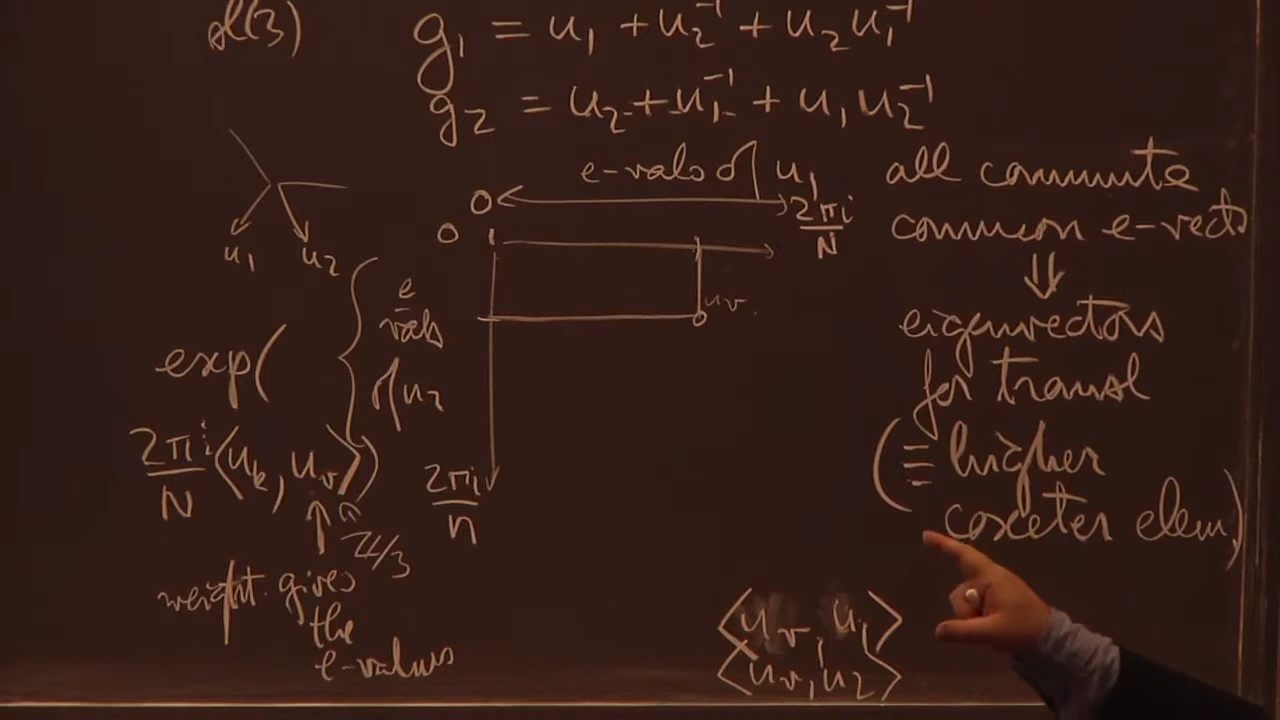 sl(3)
g₁ = u₁ + u₂⁻¹ + u₂u₁⁻¹
g₂ = u₂ + u₁⁻¹ + u₁u₂⁻¹
e-vals of u₁
0
2πi/N
0
u₁ u₂
e-vals
of u₂
u_v.
exp(
2πi/N ⟨u_k, u_v⟩)
2πi/n
Z/3
weight gives
the
e-values
all commute
common e-vects
⇓
eigenvectors
for transl
(≡ higher
coxeter elem.)
⟨u_v, u₁⟩
⟨u_v, u₂⟩